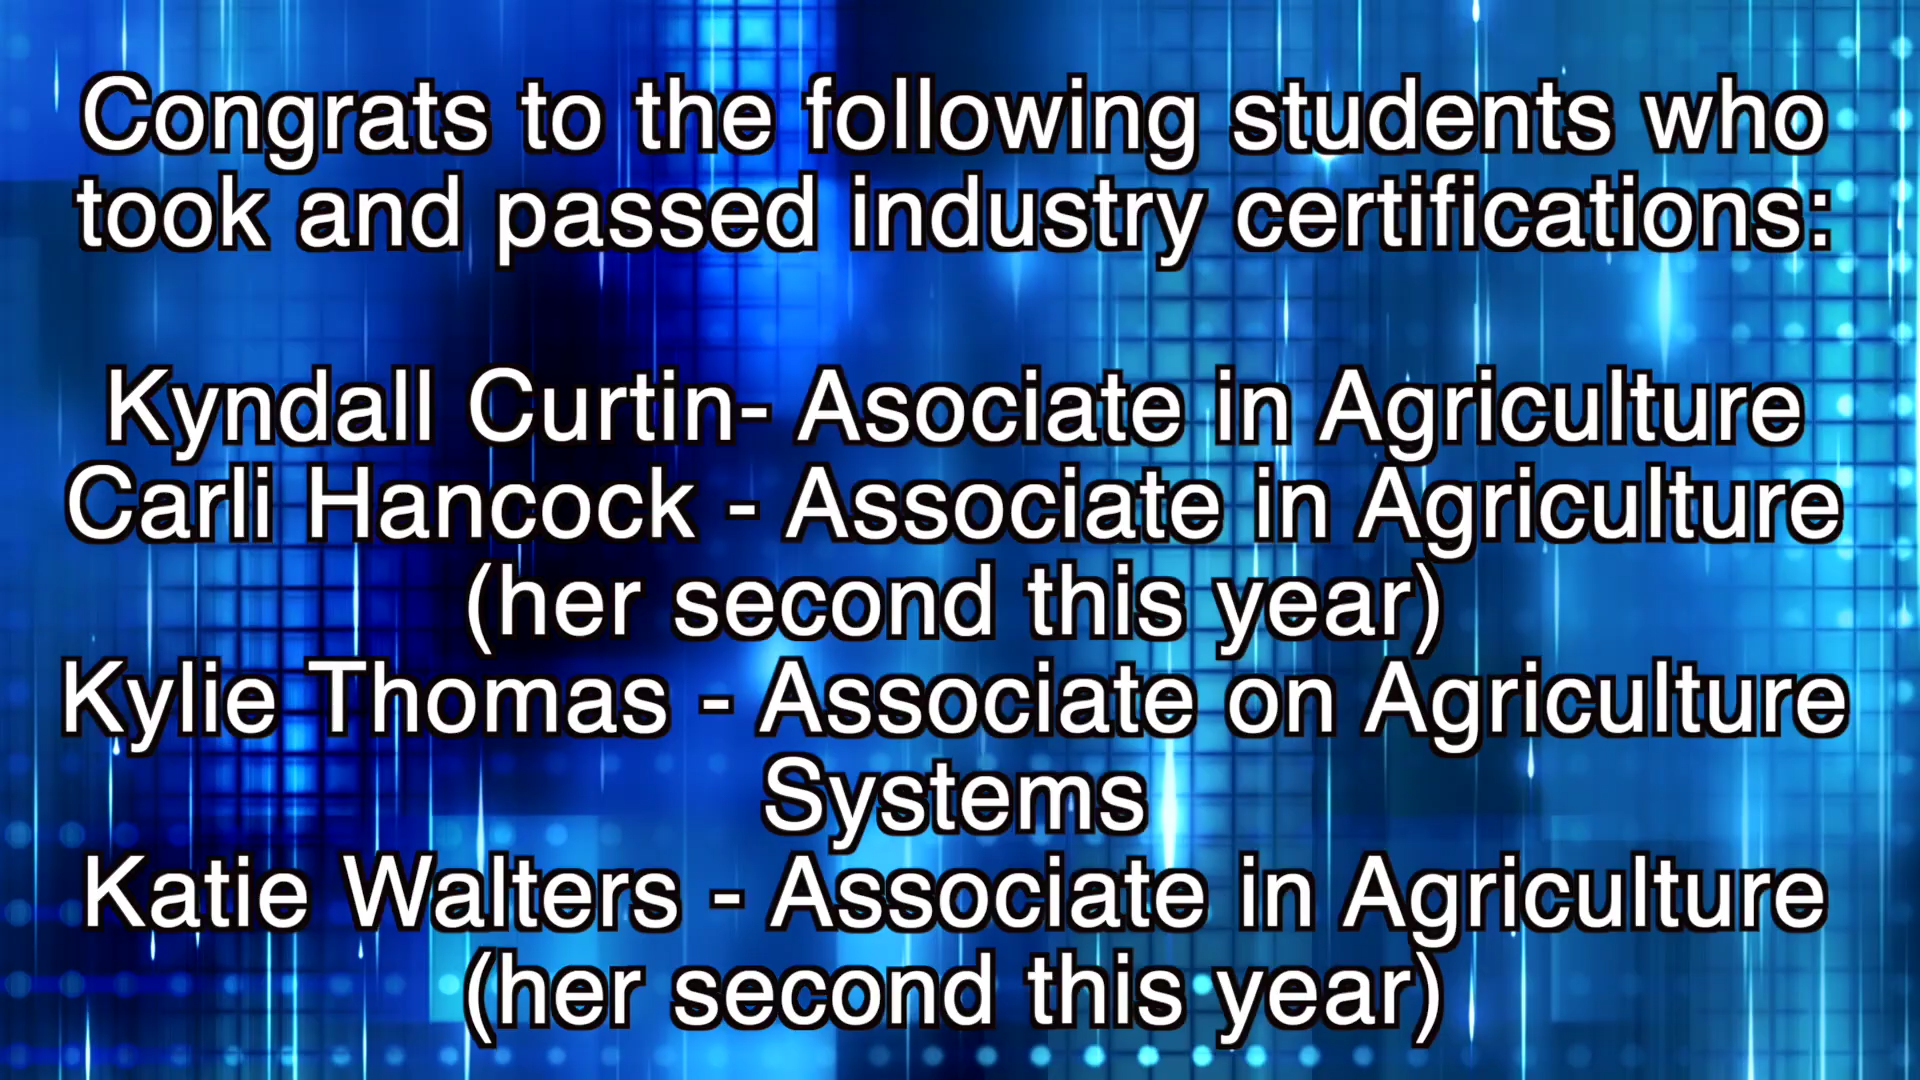 Congrats to the following students who
took and passed industry certifications:
Kyndall Curtin- Asociate in Agriculture
Carli Hancock - Associate in Agriculture
(her second this year)
Kylie Thomas - Associate on Agriculture
Systems
Katie Walters - Associate in Agriculture
(her second this year)